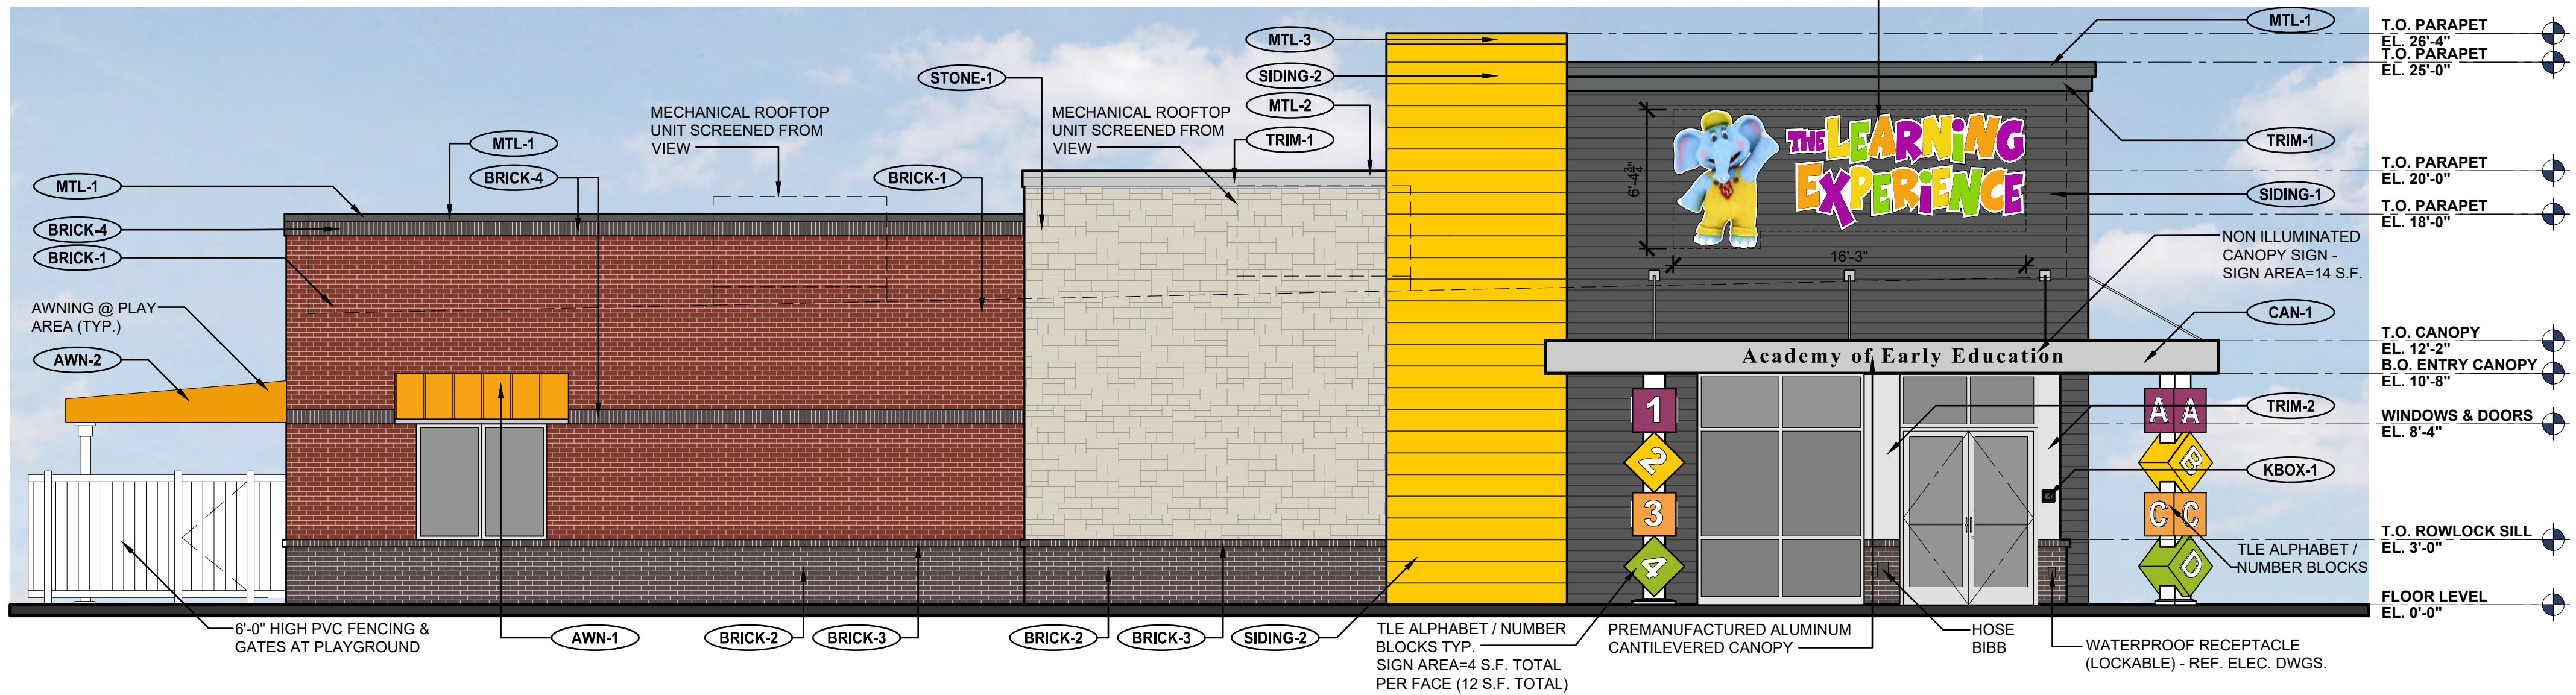 MTL-1
T.O. PARAPET
EL. 26'-4"
T.O. PARAPET
EL. 25'-0"
MTL-3
SIDING-2
STONE-1
MTL-2
MECHANICAL ROOFTOP
UNIT SCREENED FROM
VIEW
MECHANICAL ROOFTOP
UNIT SCREENED FROM
VIEW
TRIM-1
MTL-1
BRICK-4
BRICK-1
MTL-1
BRICK-4
BRICK-1
THE LEARNiNG
EXPERiENCE
6'-4¾"
16'-3"
TRIM-1
T.O. PARAPET
EL. 20'-0"
SIDING-1
T.O. PARAPET
EL. 18'-0"
NON ILLUMINATED
CANOPY SIGN -
SIGN AREA=14 S.F.
AWNING @ PLAY
AREA (TYP.)
AWN-2
CAN-1
T.O. CANOPY
EL. 12'-2"
Academy of Early Education
B.O. ENTRY CANOPY
EL. 10'-8"
TRIM-2
WINDOWS & DOORS
EL. 8'-4"
KBOX-1
1
2
3
4
A A
B
C C
D
T.O. ROWLOCK SILL
EL. 3'-0"
TLE ALPHABET /
NUMBER BLOCKS
FLOOR LEVEL
EL. 0'-0"
6'-0" HIGH PVC FENCING &
GATES AT PLAYGROUND
AWN-1
BRICK-2
BRICK-3
BRICK-2
BRICK-3
SIDING-2
TLE ALPHABET / NUMBER
BLOCKS TYP.
SIGN AREA=4 S.F. TOTAL
PER FACE (12 S.F. TOTAL)
PREMANUFACTURED ALUMINUM
CANTILEVERED CANOPY
HOSE
BIBB
WATERPROOF RECEPTACLE
(LOCKABLE) - REF. ELEC. DWGS.